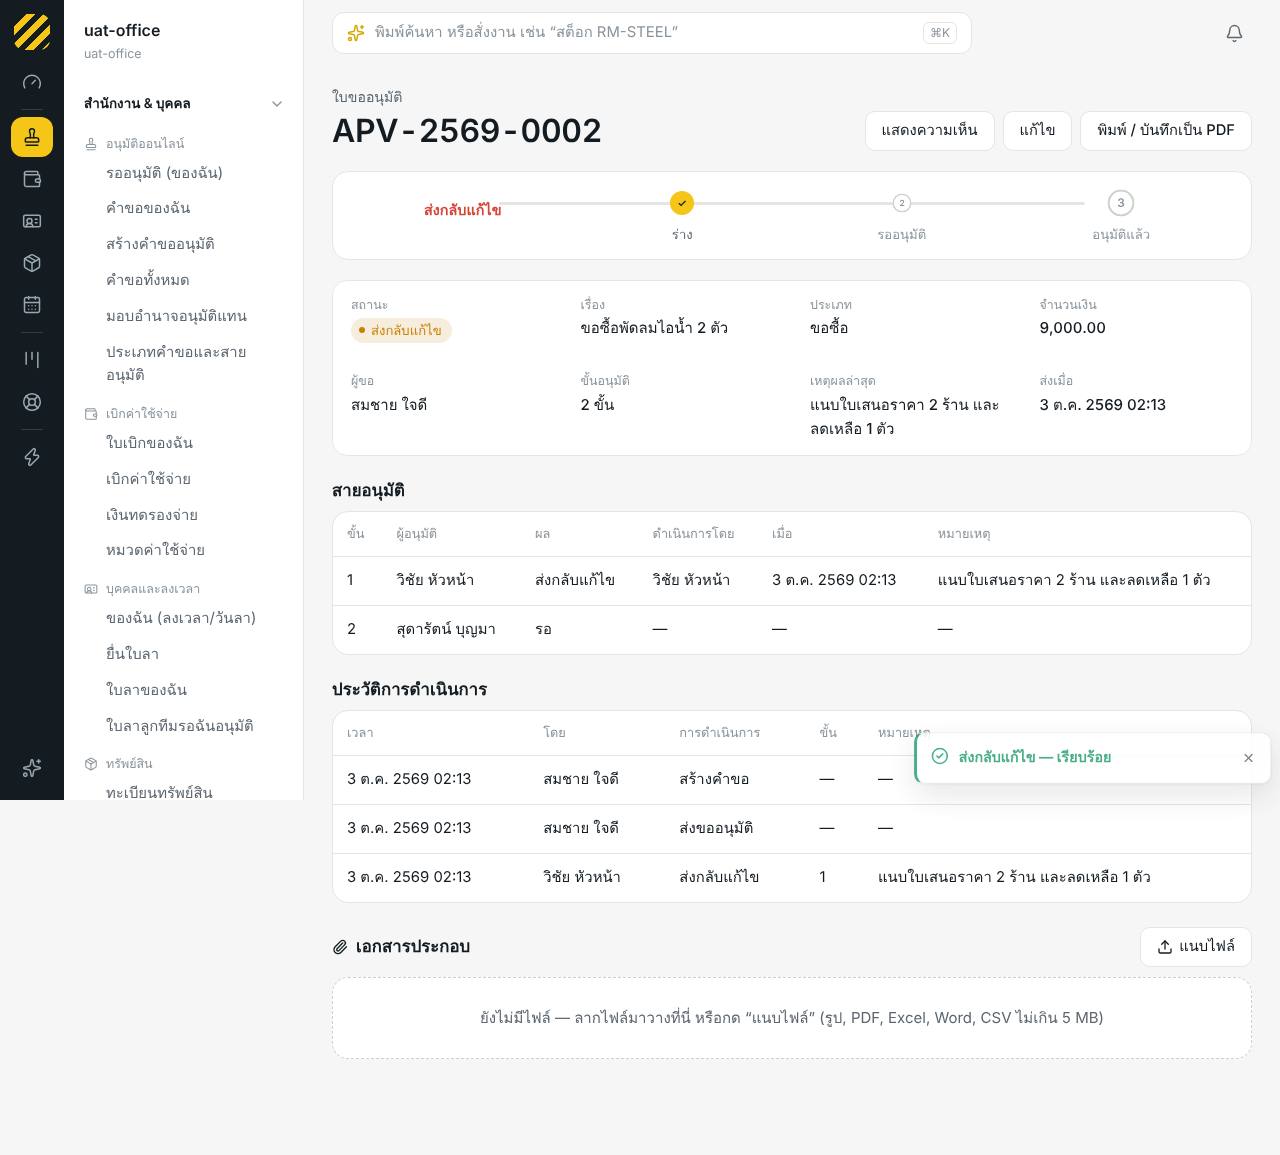 uat-office
uat-office
สำนักงาน & บุคคล
อนุมัติออนไลน์
รออนุมัติ (ของฉัน)
คำขอของฉัน
สร้างคำขออนุมัติ
คำขอทั้งหมด
มอบอำนาจอนุมัติแทน
ประเภทคำขอและสาย
อนุมัติ
เบิกค่าใช้จ่าย
ใบเบิกของฉัน
เบิกค่าใช้จ่าย
เงินทดรองจ่าย
หมวดค่าใช้จ่าย
บุคคลและลงเวลา
ของฉัน (ลงเวลา/วันลา)
ยื่นใบลา
ใบลาของฉัน
ใบลาลูกทีมรอฉันอนุมัติ
ทรัพย์สิน
ทะเบียนทรัพย์สิน
พิมพ์ค้นหา หรือสั่งงาน เช่น “สต็อก RM-STEEL” ⌘K
ใบขออนุมัติ
APV-2569-0002
แสดงความเห็น แก้ไข พิมพ์ / บันทึกเป็น PDF
ส่งกลับแก้ไข 2 3
ร่าง รออนุมัติ อนุมัติแล้ว
สถานะ เรื่อง ประเภท จำนวนเงิน
ส่งกลับแก้ไข ขอซื้อพัดลมไอน้ำ 2 ตัว ขอซื้อ 9,000.00
ผู้ขอ ขั้นอนุมัติ เหตุผลล่าสุด ส่งเมื่อ
สมชาย ใจดี 2 ขั้น แนบใบเสนอราคา 2 ร้าน และ 3 ต.ค. 2569 02:13
ลดเหลือ 1 ตัว
สายอนุมัติ
ขั้น ผู้อนุมัติ ผล ดำเนินการโดย เมื่อ หมายเหตุ
1 วิชัย หัวหน้า ส่งกลับแก้ไข วิชัย หัวหน้า 3 ต.ค. 2569 02:13 แนบใบเสนอราคา 2 ร้าน และลดเหลือ 1 ตัว
2 สุดารัตน์ บุญมา รอ — — —
ประวัติการดำเนินการ
เวลา โดย การดำเนินการ ขั้น หมายเหตุ
3 ต.ค. 2569 02:13 สมชาย ใจดี สร้างคำขอ — —
ส่งกลับแก้ไข — เรียบร้อย ×
3 ต.ค. 2569 02:13 สมชาย ใจดี ส่งขออนุมัติ — —
3 ต.ค. 2569 02:13 วิชัย หัวหน้า ส่งกลับแก้ไข 1 แนบใบเสนอราคา 2 ร้าน และลดเหลือ 1 ตัว
เอกสารประกอบ แนบไฟล์
ยังไม่มีไฟล์ — ลากไฟล์มาวางที่นี่ หรือกด “แนบไฟล์” (รูป, PDF, Excel, Word, CSV ไม่เกิน 5 MB)